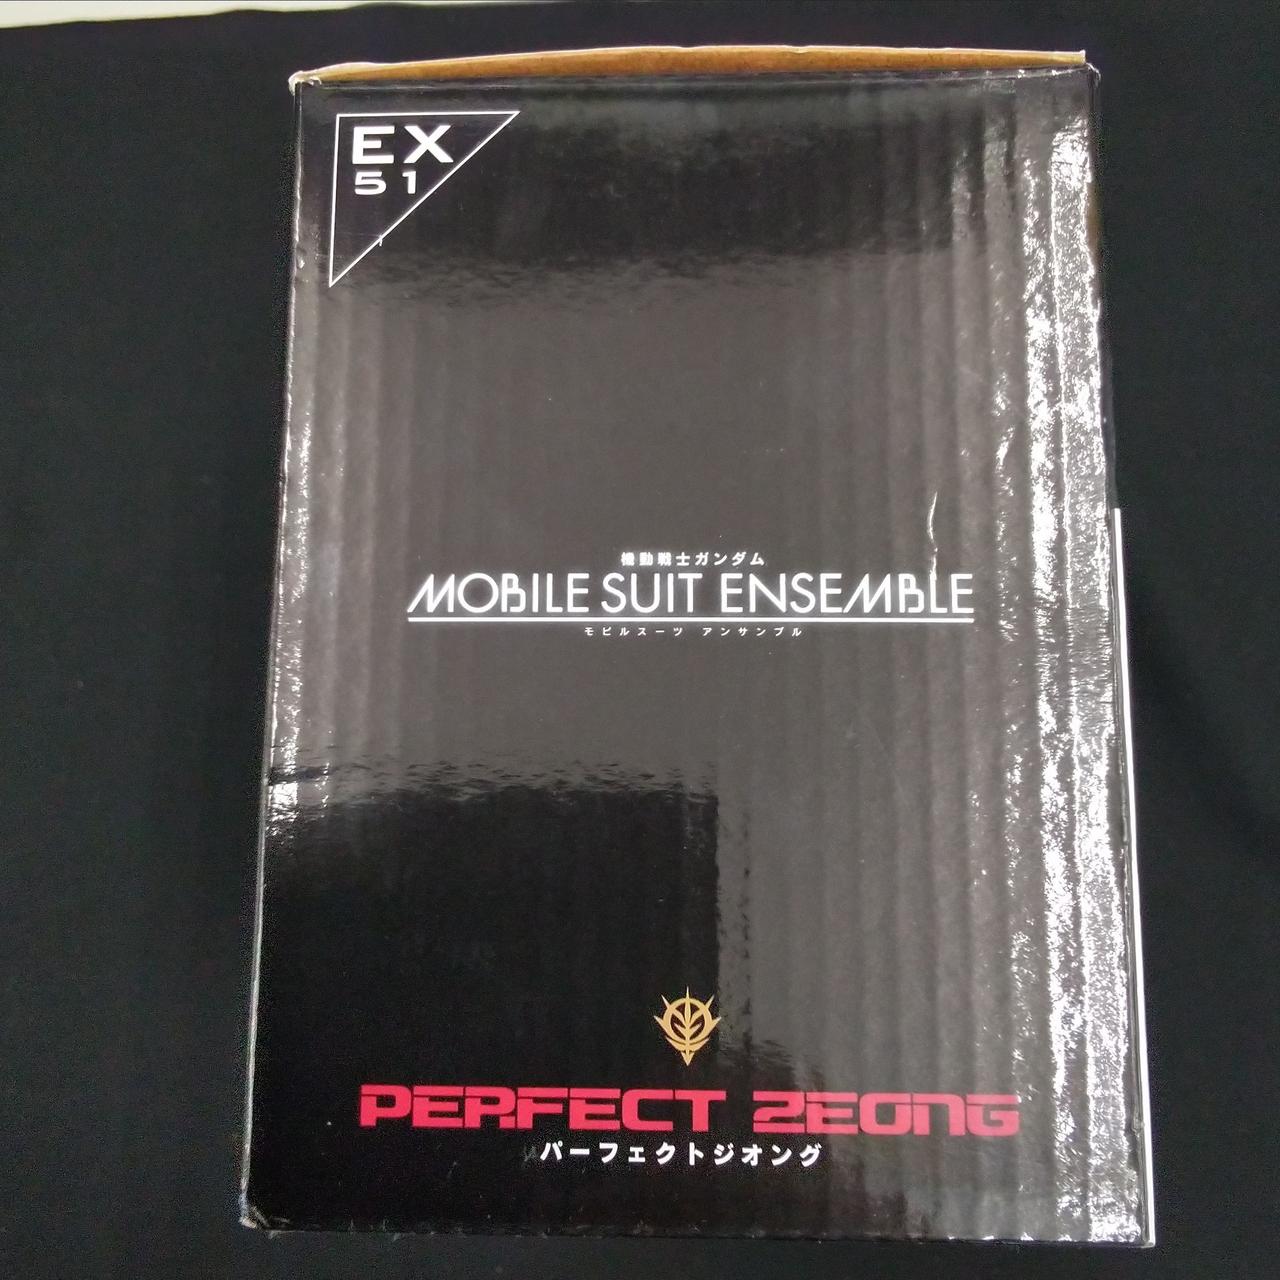 EX
51
機動戦士ガンダム
MOBILE SUIT ENSEMBLE
モビルスーツ アンサンブル
PERFECT ZEONG
パーフェクトジオング